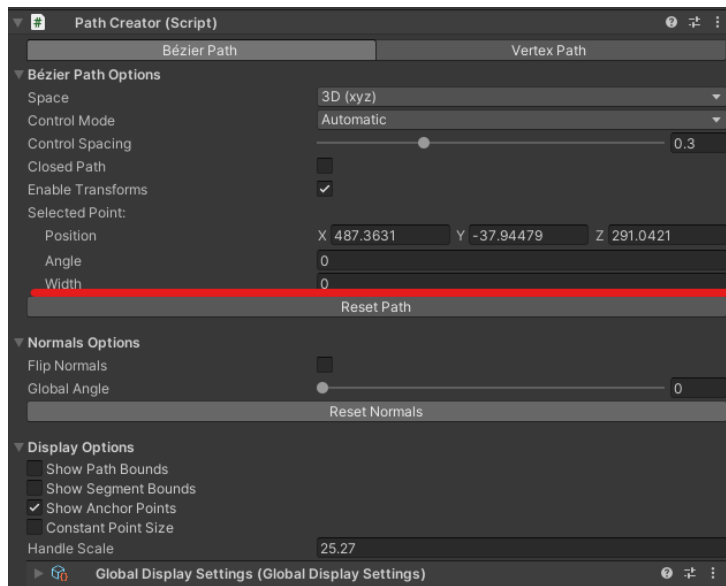 # Path Creator (Script)
Bézier Path Vertex Path
Bézier Path Options
Space 3D (xyz)
Control Mode Automatic
Control Spacing 0.3
Closed Path
Enable Transforms
Selected Point:
Position X 487.3631 Y -37.94479 Z 291.0421
Angle 0
Width 0
Reset Path
Normals Options
Flip Normals
Global Angle 0
Reset Normals
Display Options
Show Path Bounds
Show Segment Bounds
Show Anchor Points
Constant Point Size
Handle Scale 25.27
Global Display Settings (Global Display Settings)